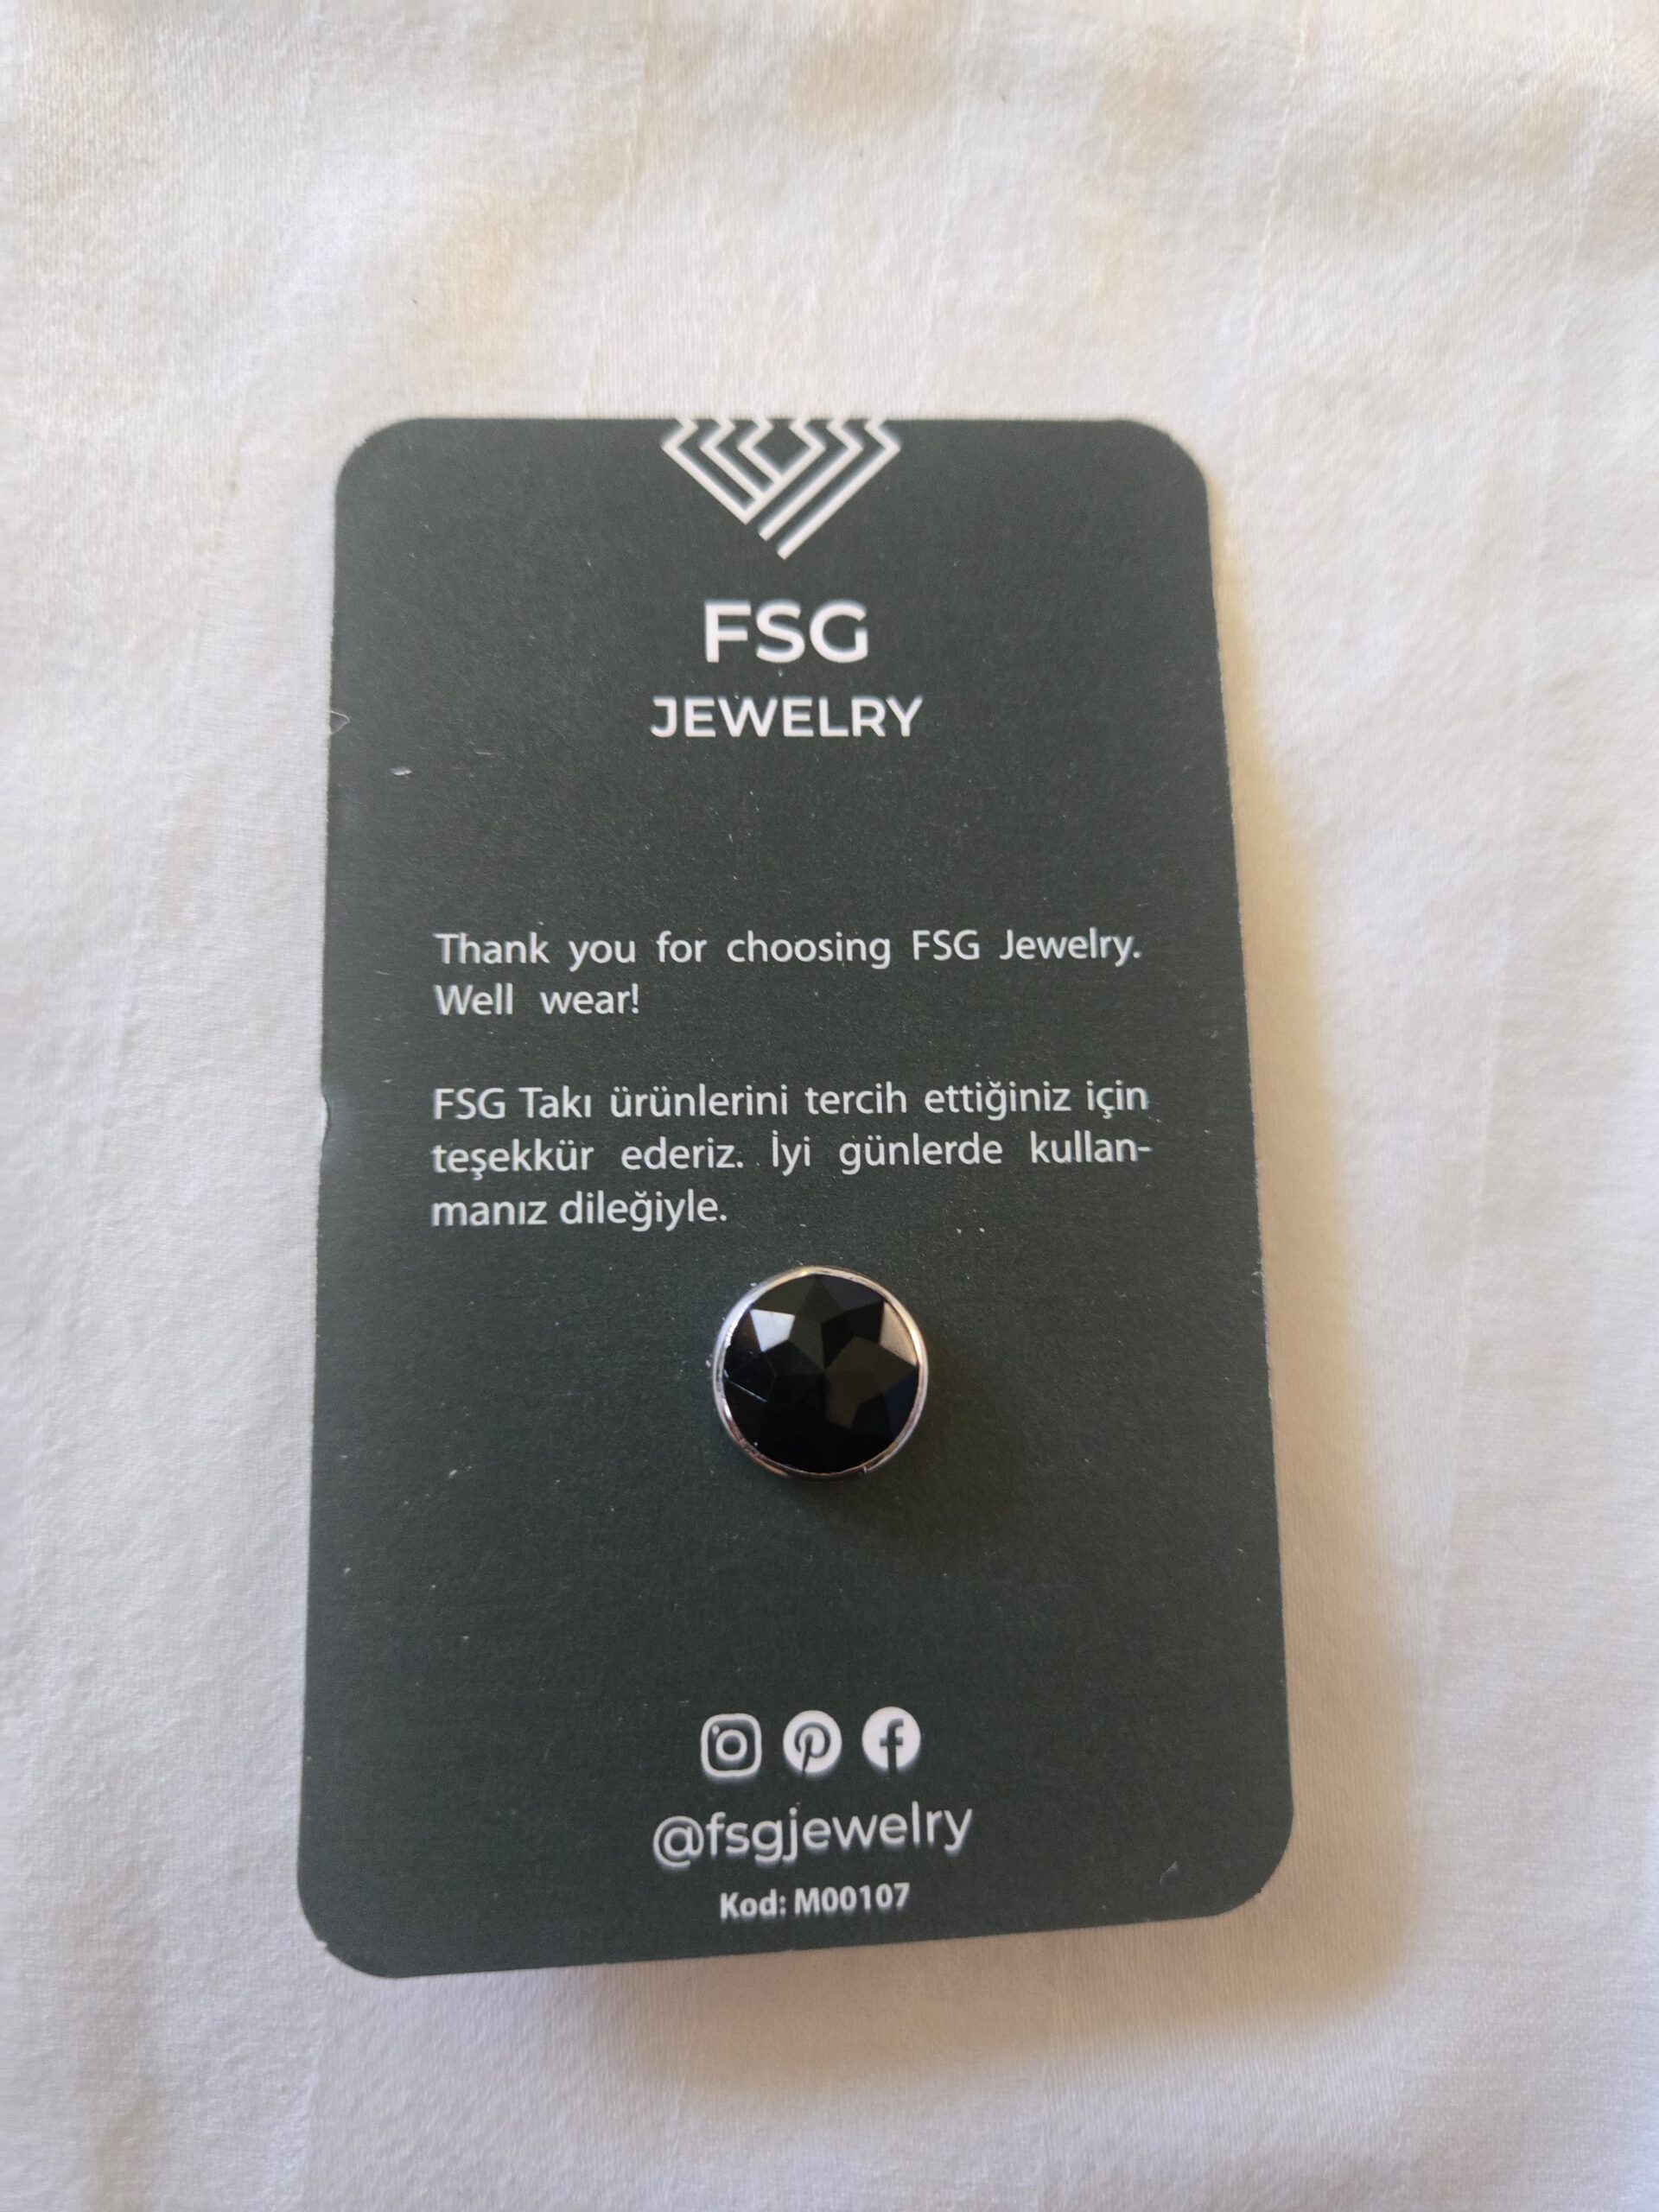 FSG
JEWELRY
Thank you for choosing FSG Jewelry.
Well wear!
FSG Takı ürünlerini tercih ettiğiniz için
teşekkür ederiz. İyi günlerde kullan-
manız dileğiyle.
@fsgjewelry
Kod: M00107